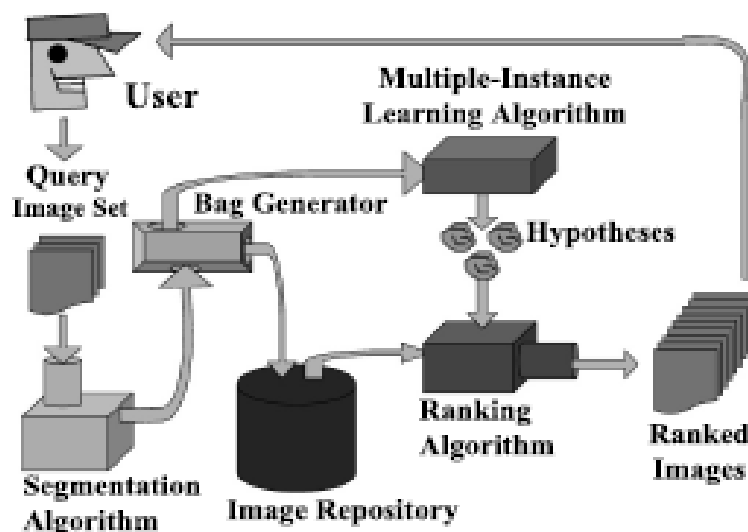 User
Multiple-Instance
Learning Algorithm
Query
Image Set
Bag Generator
Hypotheses
Segmentation
Algorithm
Image Repository
Ranking
Algorithm
Ranked
Images